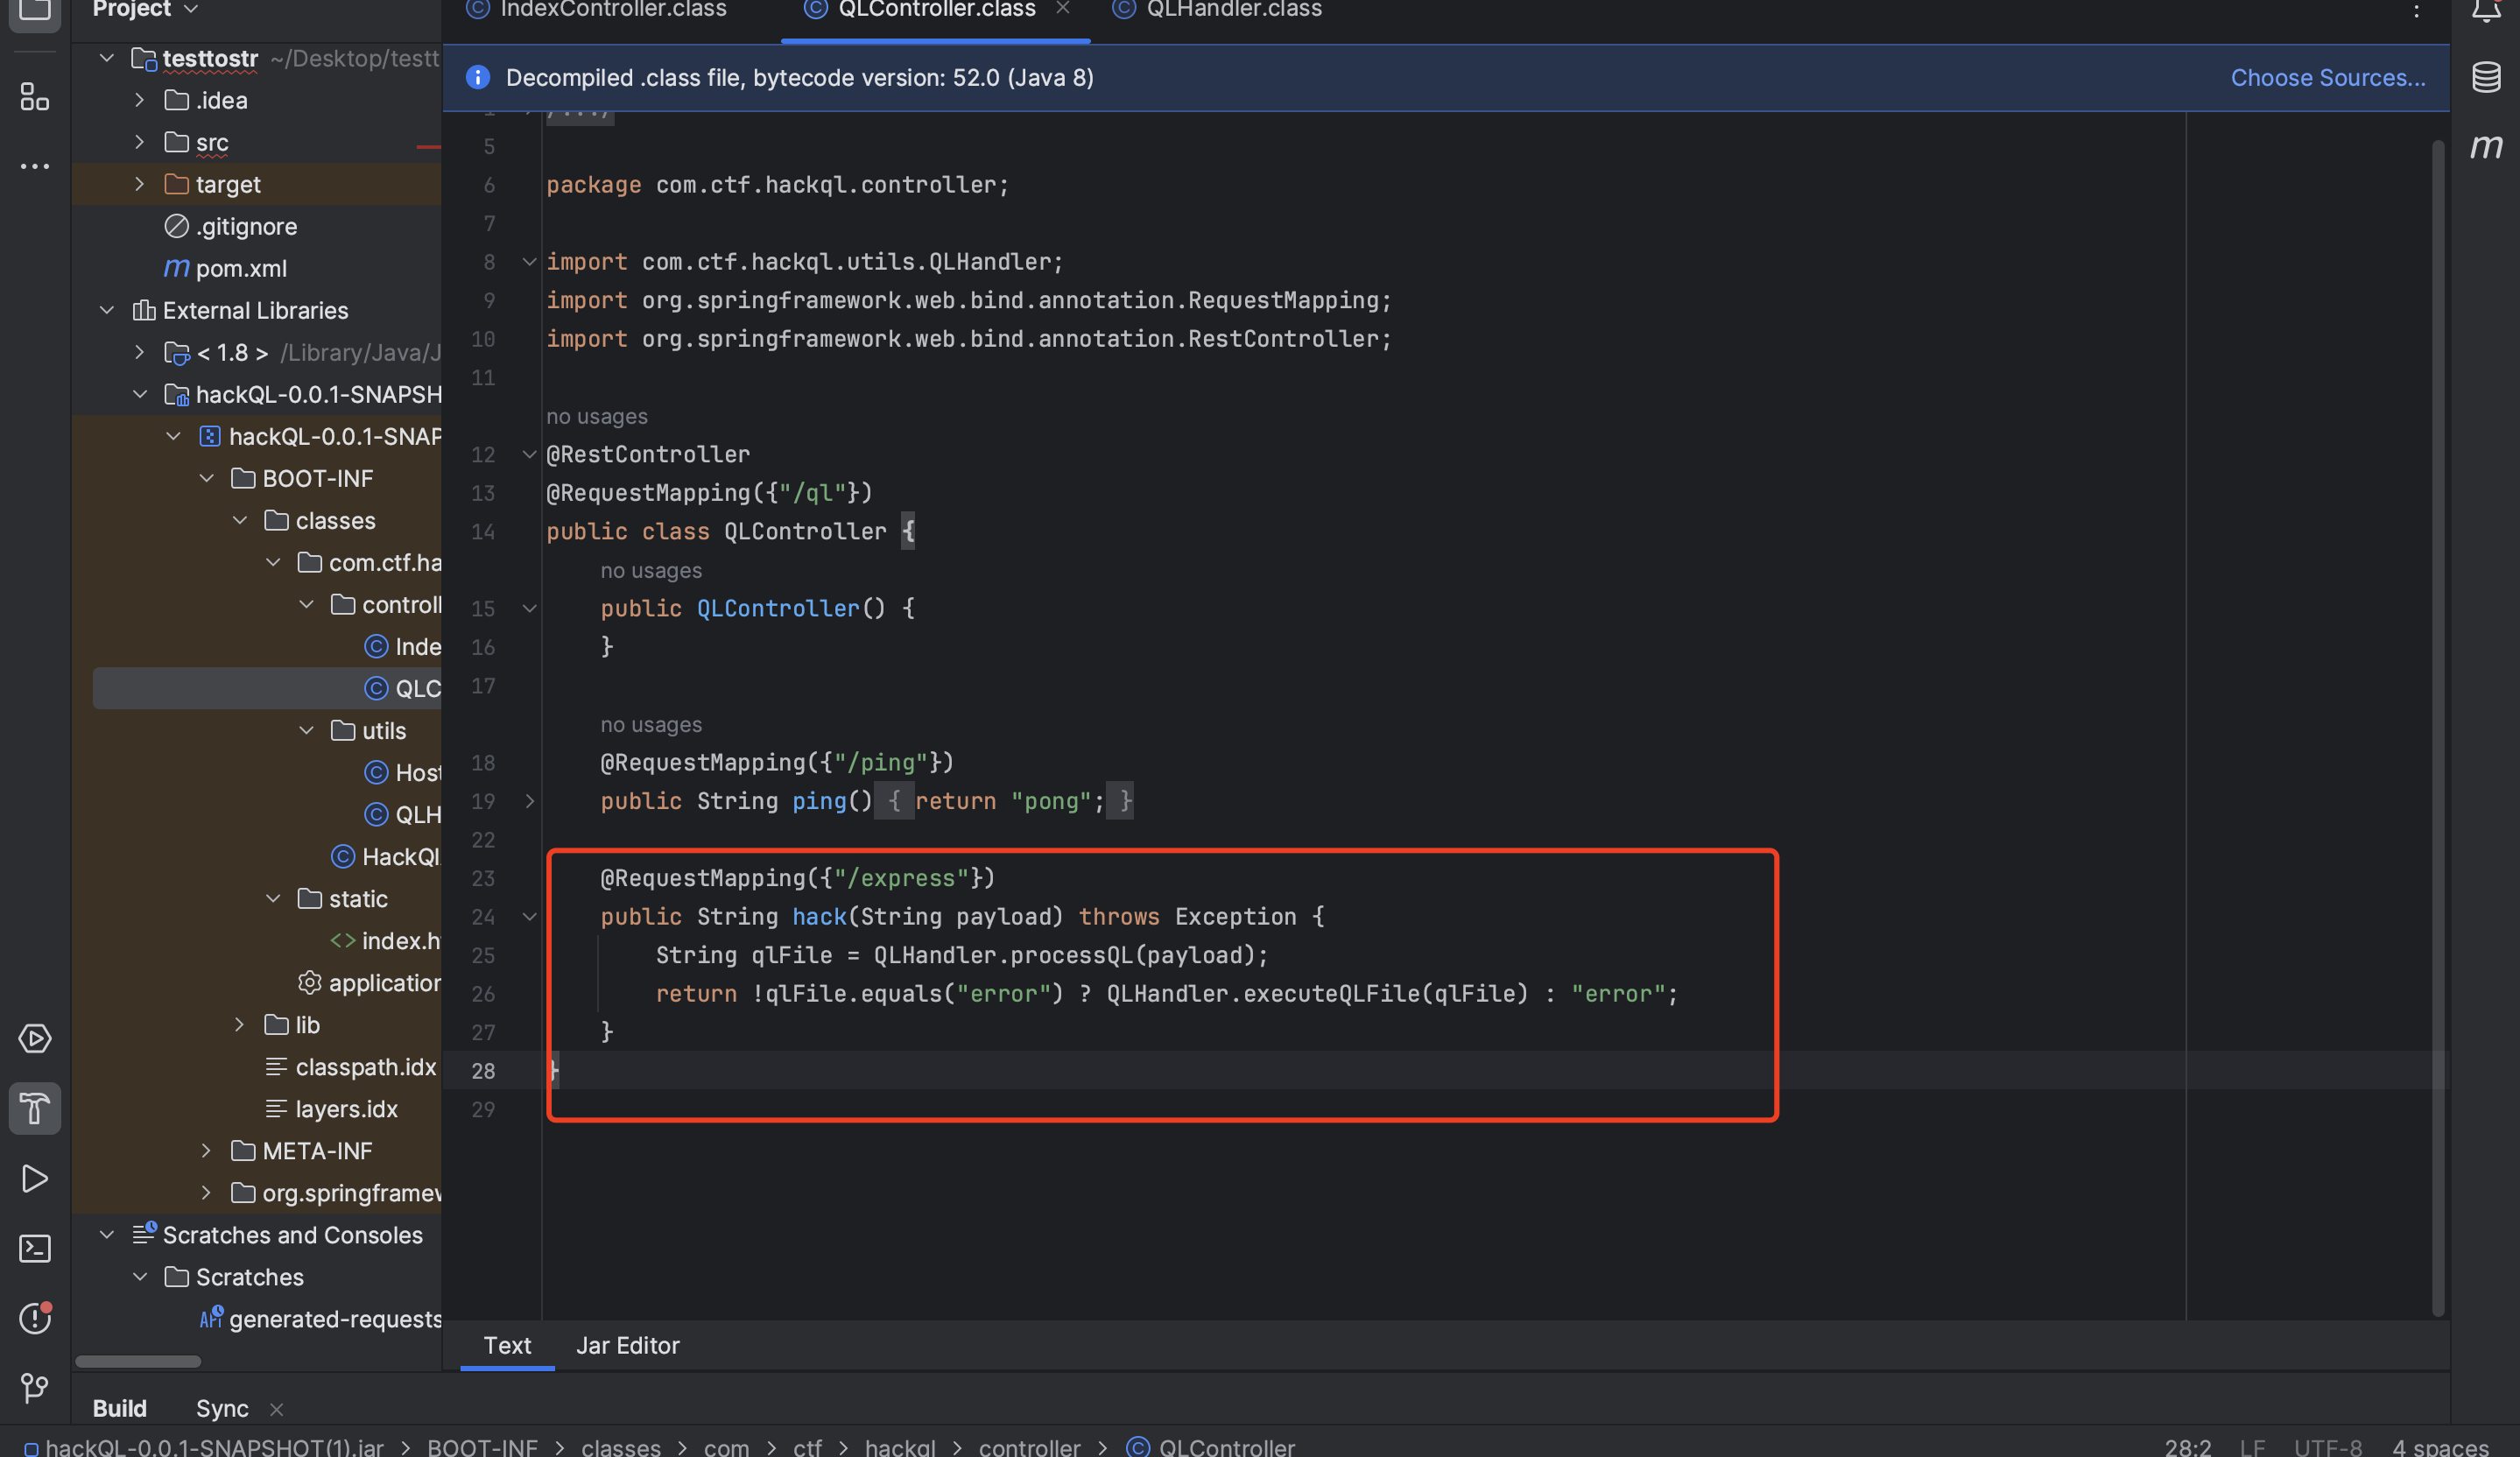 Project
IndexController.class
QLController.class
QLHandler.class
testtostr ~/Desktop/testt
.idea
src
target
.gitignore
pom.xml
External Libraries
< 1.8 > /Library/Java/J
hackQL-0.0.1-SNAPSH
hackQL-0.0.1-SNAP
BOOT-INF
classes
com.ctf.ha
controll
Inde
QLC
utils
Host
QLH
HackQl
static
index.h
application
lib
classpath.idx
layers.idx
META-INF
org.springframew
Scratches and Consoles
Scratches
API generated-requests
Decompiled .class file, bytecode version: 52.0 (Java 8)
Choose Sources...
1 /.../
5
6 package com.ctf.hackql.controller;
7
8 import com.ctf.hackql.utils.QLHandler;
9 import org.springframework.web.bind.annotation.RequestMapping;
10 import org.springframework.web.bind.annotation.RestController;
11
no usages
12 @RestController
13 @RequestMapping({"/ql"})
14 public class QLController {
no usages
15 public QLController() {
16 }
17
no usages
18 @RequestMapping({"/ping"})
19 public String ping() { return "pong"; }
22
23 @RequestMapping({"/express"})
24 public String hack(String payload) throws Exception {
25 String qlFile = QLHandler.processQL(payload);
26 return !qlFile.equals("error") ? QLHandler.executeQLFile(qlFile) : "error";
27 }
28 }
29
Text
Jar Editor
Build
Sync
hackQL-0.0.1-SNAPSHOT(1).jar > BOOT-INF > classes > com > ctf > hackql > controller > QLController
28:2 LF UTF-8 4 spaces